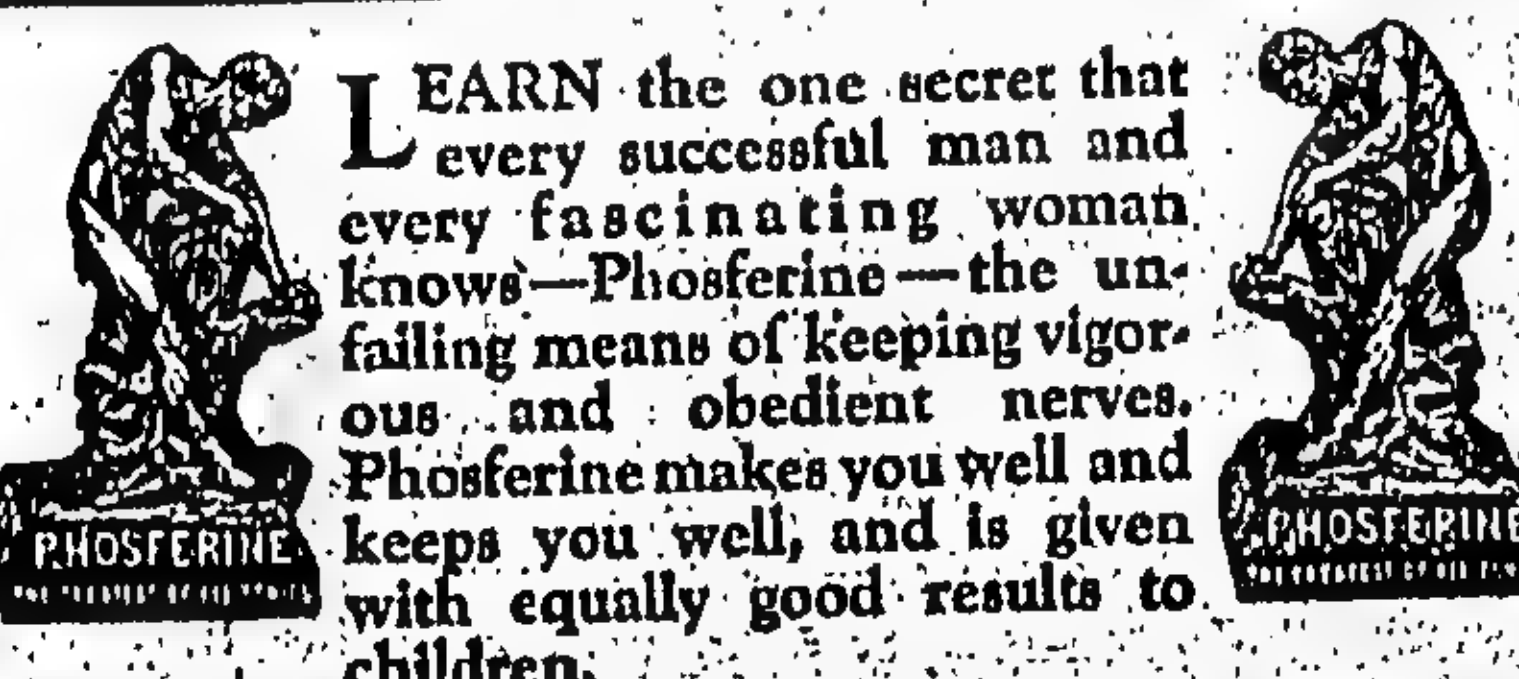 LEARN the one secret that
every successful man and
every fascinating woman
knows—Phosferine—the un-
failing means of keeping vigor-
ous and obedient nerves.
Phosferine makes you well and
keeps you well, and is given
with equally good results to
children.
PHOSFERINE
PHOSFERINE